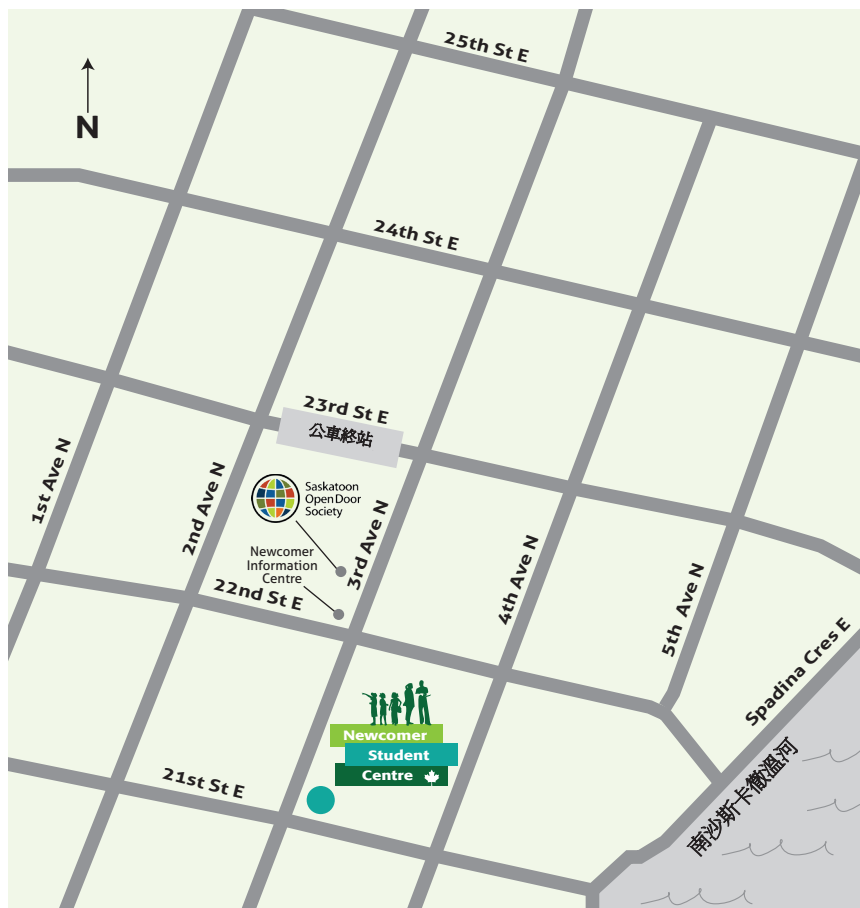 25th St E
N
24th St E
23rd St E
公車終站
1st Ave N
2nd Ave N
Saskatoon
Open Door
Society
3rd Ave N
Newcomer
Information
Centre
22nd St E
4th Ave N
5th Ave N
Spadina Cres E
Newcomer
Student
Centre
21st St E
南沙斯卡徹溫河